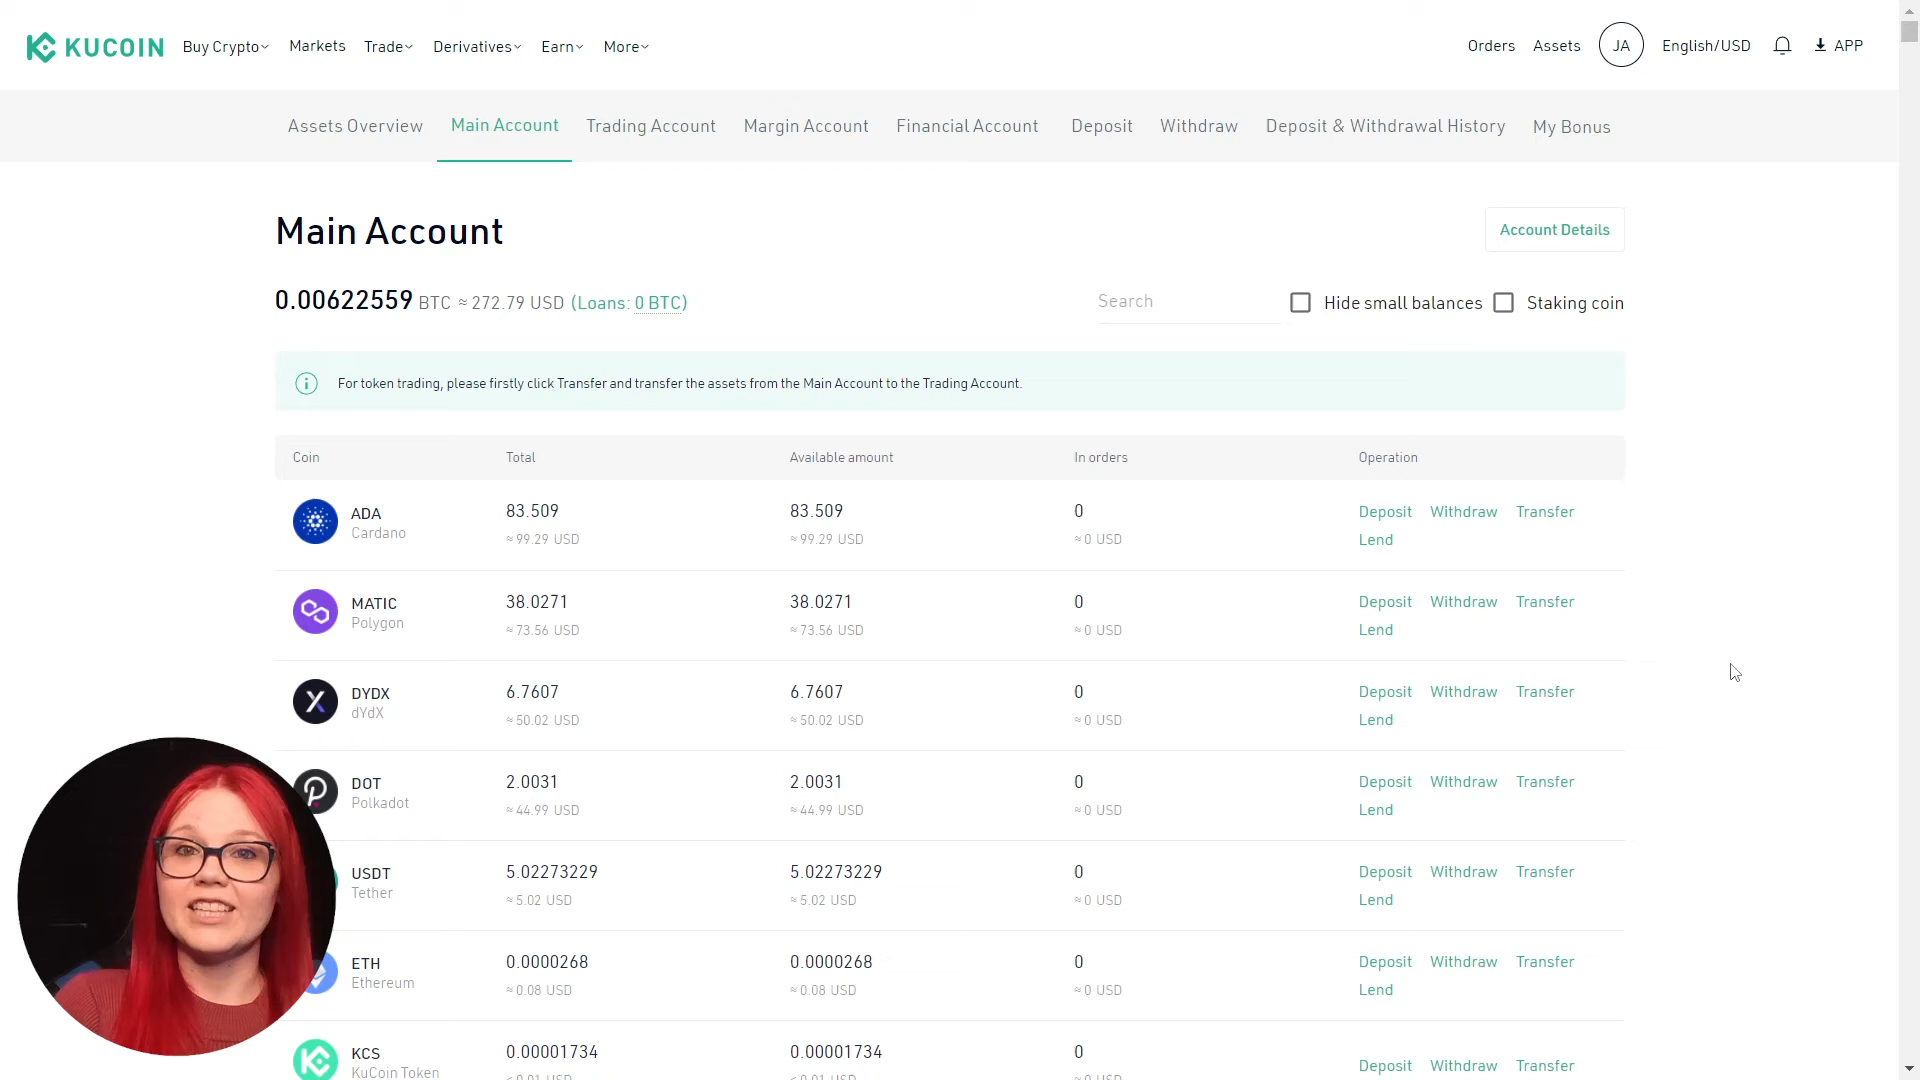 KUCOIN Buy Crypto Markets Trade Derivatives Earn More Orders Assets JA English/USD APP
Assets Overview Main Account Trading Account Margin Account Financial Account Deposit Withdraw Deposit & Withdrawal History My Bonus
Main Account Account Details
0.00622559 BTC ≈ 272.79 USD (Loans: 0 BTC) Search Hide small balances Staking coin
For token trading, please firstly click Transfer and transfer the assets from the Main Account to the Trading Account.
Coin Total Available amount In orders Operation
ADA 83.509 83.509 0 Deposit Withdraw Transfer
Cardano ≈ 99.29 USD ≈ 99.29 USD ≈ 0 USD Lend
MATIC 38.0271 38.0271 0 Deposit Withdraw Transfer
Polygon ≈ 73.56 USD ≈ 73.56 USD ≈ 0 USD Lend
DYDX 6.7607 6.7607 0 Deposit Withdraw Transfer
dYdX ≈ 50.02 USD ≈ 50.02 USD ≈ 0 USD Lend
DOT 2.0031 2.0031 0 Deposit Withdraw Transfer
Polkadot ≈ 44.99 USD ≈ 44.99 USD ≈ 0 USD Lend
USDT 5.02273229 5.02273229 0 Deposit Withdraw Transfer
Tether ≈ 5.02 USD ≈ 5.02 USD ≈ 0 USD Lend
ETH 0.0000268 0.0000268 0 Deposit Withdraw Transfer
Ethereum ≈ 0.08 USD ≈ 0.08 USD ≈ 0 USD Lend
KCS 0.00001734 0.00001734 0 Deposit Withdraw Transfer
KuCoin Token